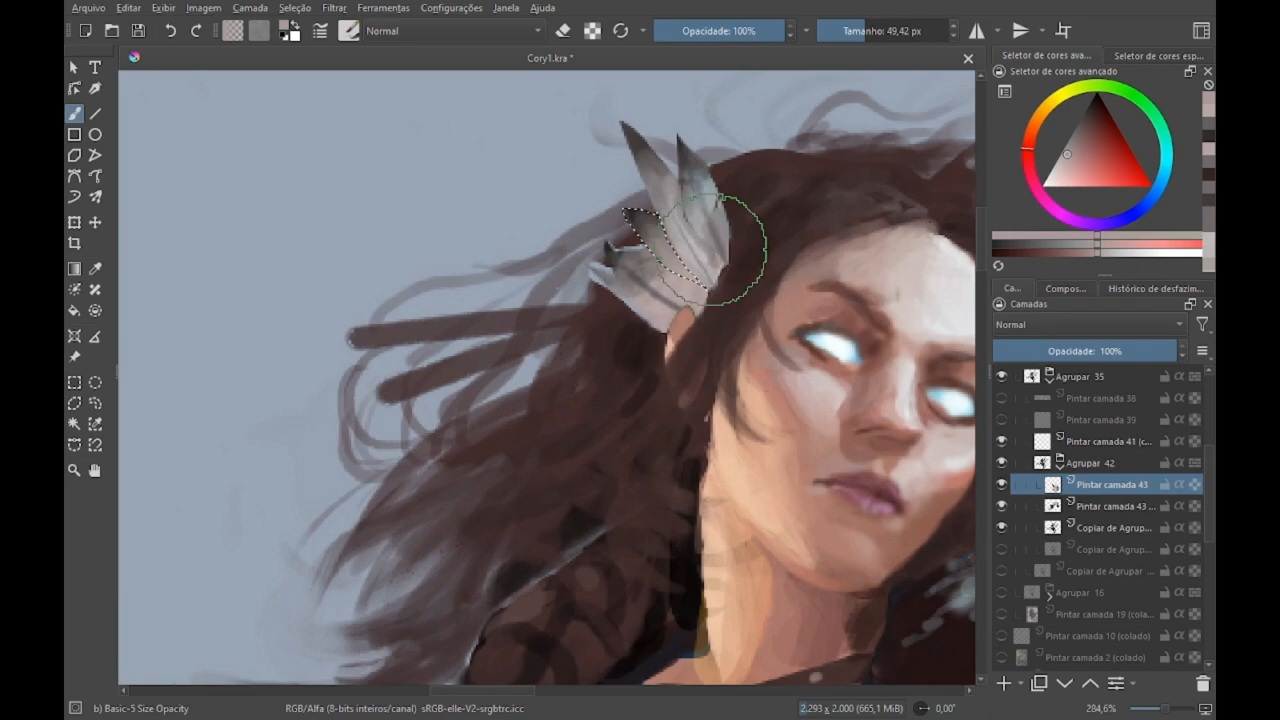 Arquivo Editar Exibir Imagem Camada Seleção Filtrar Ferramentas Configurações Janela Ajuda
Normal
Opacidade: 100%
Tamanho: 49,42 px
Cory1.kra *
Seletor de cores ava...
Seletor de cores esp...
Seletor de cores avançado
Ca...
Compos...
Histórico de desfazim...
Camadas
Normal
Opacidade: 100%
Agrupar 35
Pintar camada 38
Pintar camada 39
Pintar camada 41 (c...
Agrupar 42
Pintar camada 43
Pintar camada 43 ...
Copiar de Agrup...
Copiar de Agrup...
Copiar de Agrupar ...
Agrupar 16
Pintar camada 19 (cola...
Pintar camada 10 (colado)
Pintar camada 2 (colado)
b) Basic-5 Size Opacity
RGB/Alfa (8-bits inteiros/canal) sRGB-elle-V2-srgbtrc.icc
2.293 x 2.000 (665,1 MiB)
0,00°
284,6%